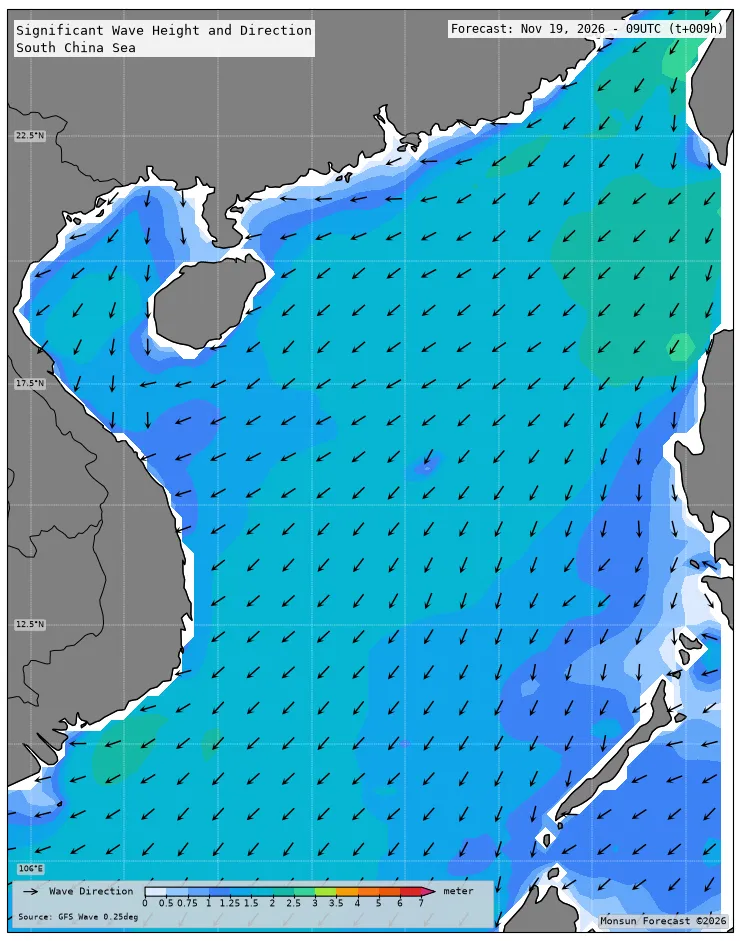 Significant Wave Height and Direction
South China Sea
Forecast: Nov 19, 2026 - 09UTC (t+009h)
22.5°N
17.5°N
12.5°N
106°E
Wave Direction
0 0.5 0.75 1 1.25 1.5 2 2.5 3 3.5 4 5 6 7
meter
Source: GFS Wave 0.25deg
Monsun Forecast ©2026